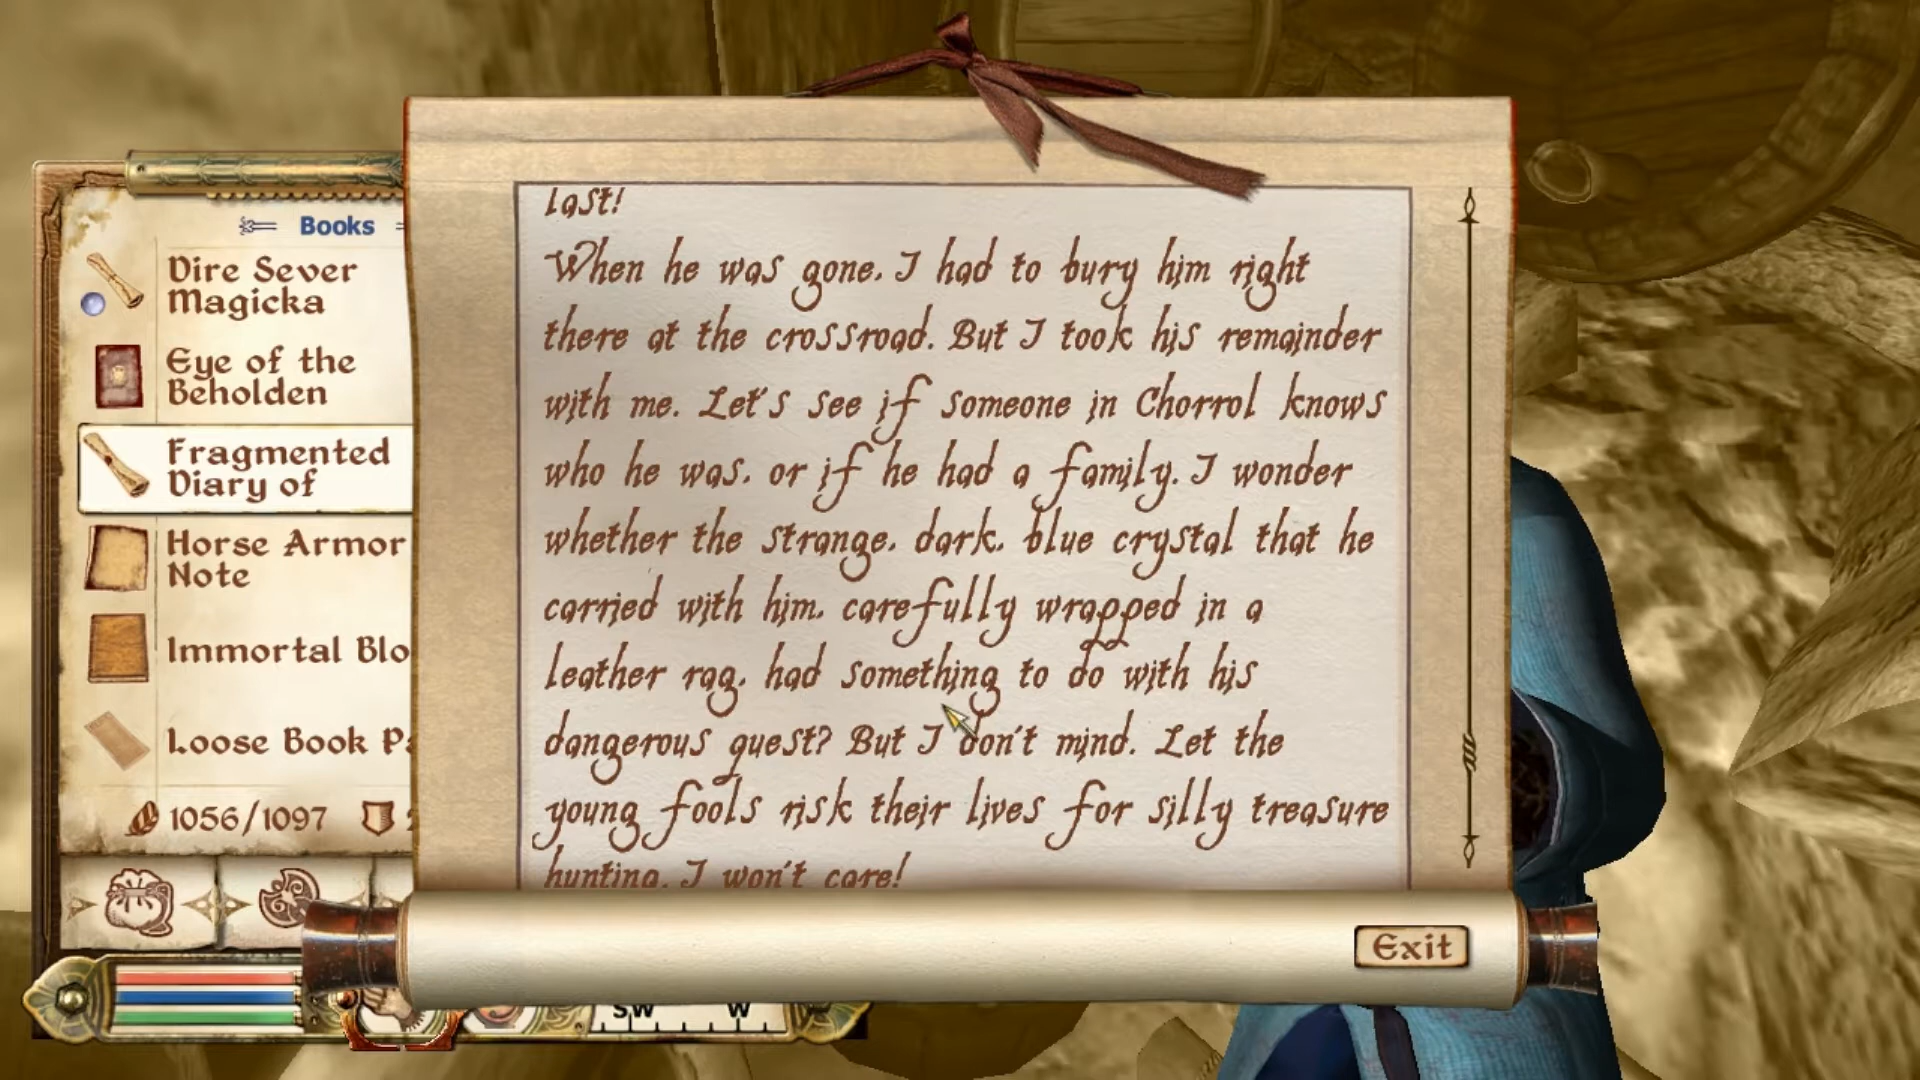 Books
Dire Sever
Magicka
Eye of the
Beholden
Fragmented
Diary of
Horse Armor
Note
Immortal Blo
Loose Book Pa
1056/1097
last!
When he was gone, I had to bury him right
there at the crossroad. But I took his remainder
with me. Let's see if someone in Chorrol knows
who he was, or if he had a family. I wonder
whether the strange, dark, blue crystal that he
carried with him, carefully wrapped in a
leather rag, had something to do with his
dangerous quest? But I don't mind. Let the
young fools risk their lives for silly treasure
hunting, I won't care!
Exit
SW W